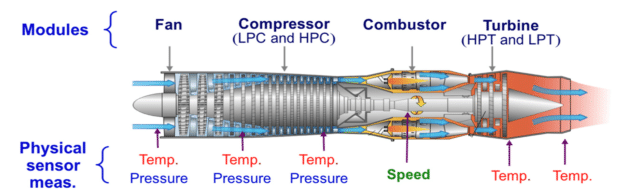 Modules
Fan
Compressor
(LPC and HPC)
Combustor
Turbine
(HPT and LPT)
Physical
sensor
meas.
Temp.
Pressure
Temp.
Pressure
Temp.
Pressure
Speed
Temp.
Temp.